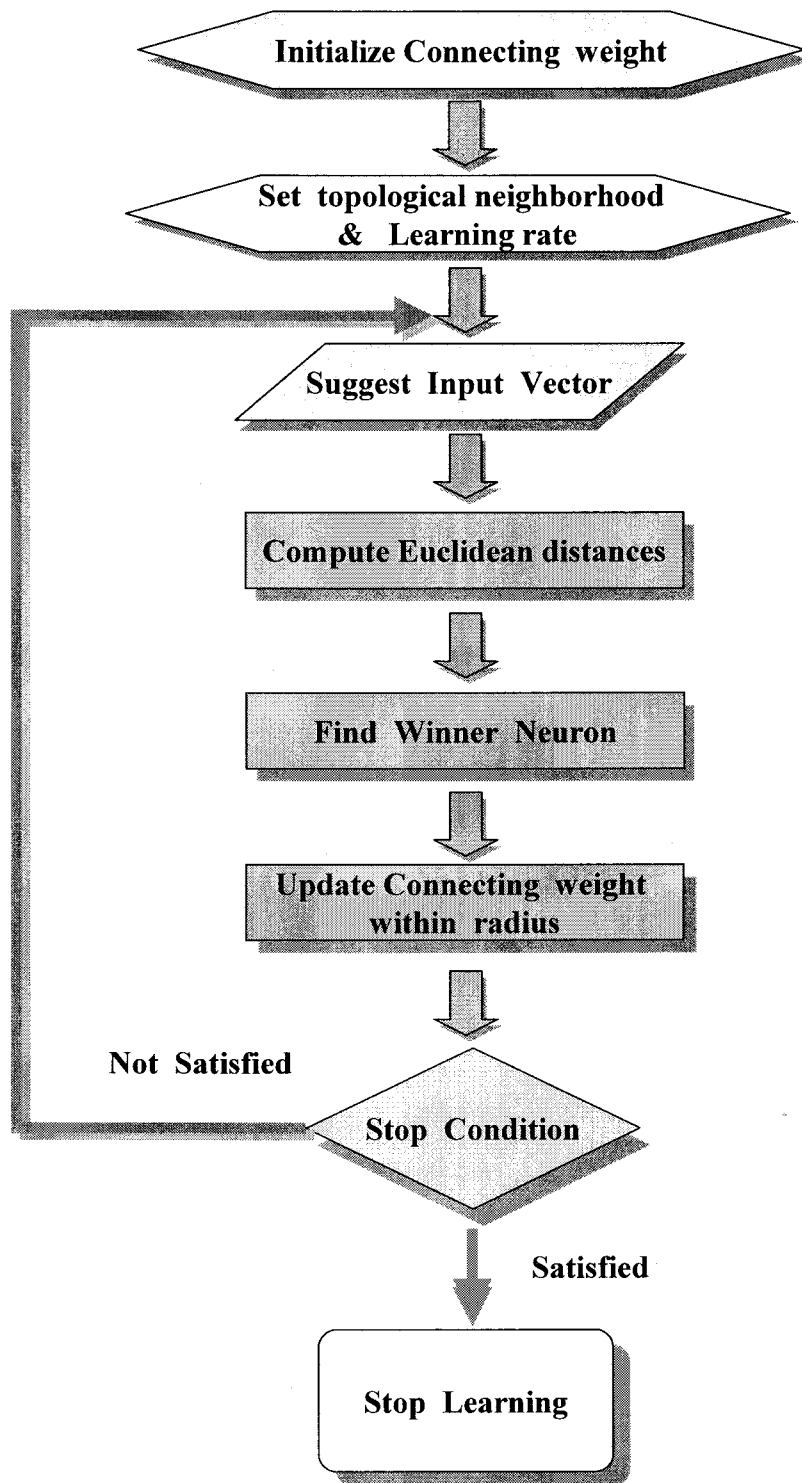 Initialize Connecting weight
Set topological neighborhood
& Learning rate
Suggest Input Vector
Compute Euclidean distances
Find Winner Neuron
Update Connecting weight
within radius
Not Satisfied
Stop Condition
Satisfied
Stop Learning